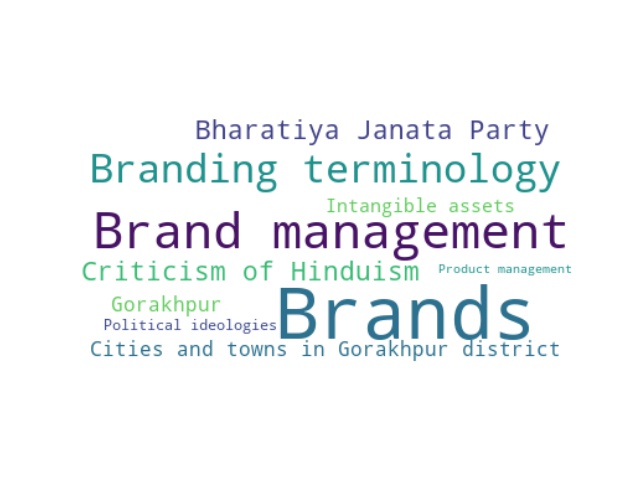 Bharatiya Janata Party
Branding terminology
Intangible assets
Brand management
Criticism of Hinduism
Product management
Gorakhpur
Brands
Political ideologies
Cities and towns in Gorakhpur district